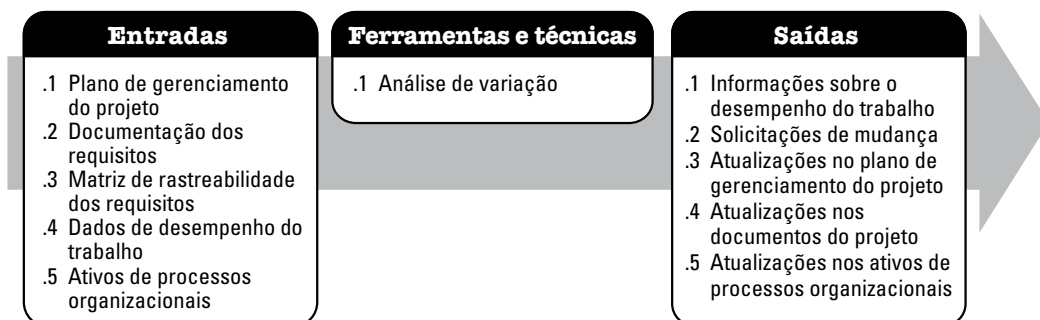 Entradas
.1 Plano de gerenciamento
do projeto
.2 Documentação dos
requisitos
.3 Matriz de rastreabilidade
dos requisitos
.4 Dados de desempenho do
trabalho
.5 Ativos de processos
organizacionais
Ferramentas e técnicas
.1 Análise de variação
Saídas
.1 Informações sobre o
desempenho do trabalho
.2 Solicitações de mudança
.3 Atualizações no plano de
gerenciamento do projeto
.4 Atualizações nos
documentos do projeto
.5 Atualizações nos ativos de
processos organizacionais